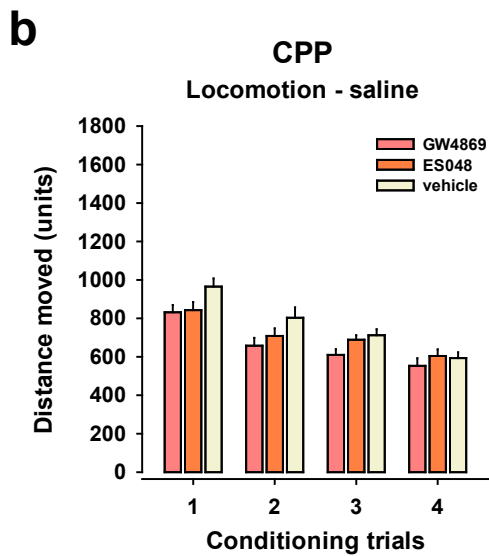 b
CPP
Locomotion - saline
GW4869
ES048
vehicle
Distance moved (units)
1800
1600
1400
1200
1000
800
600
400
200
0
1 2 3 4
Conditioning trials